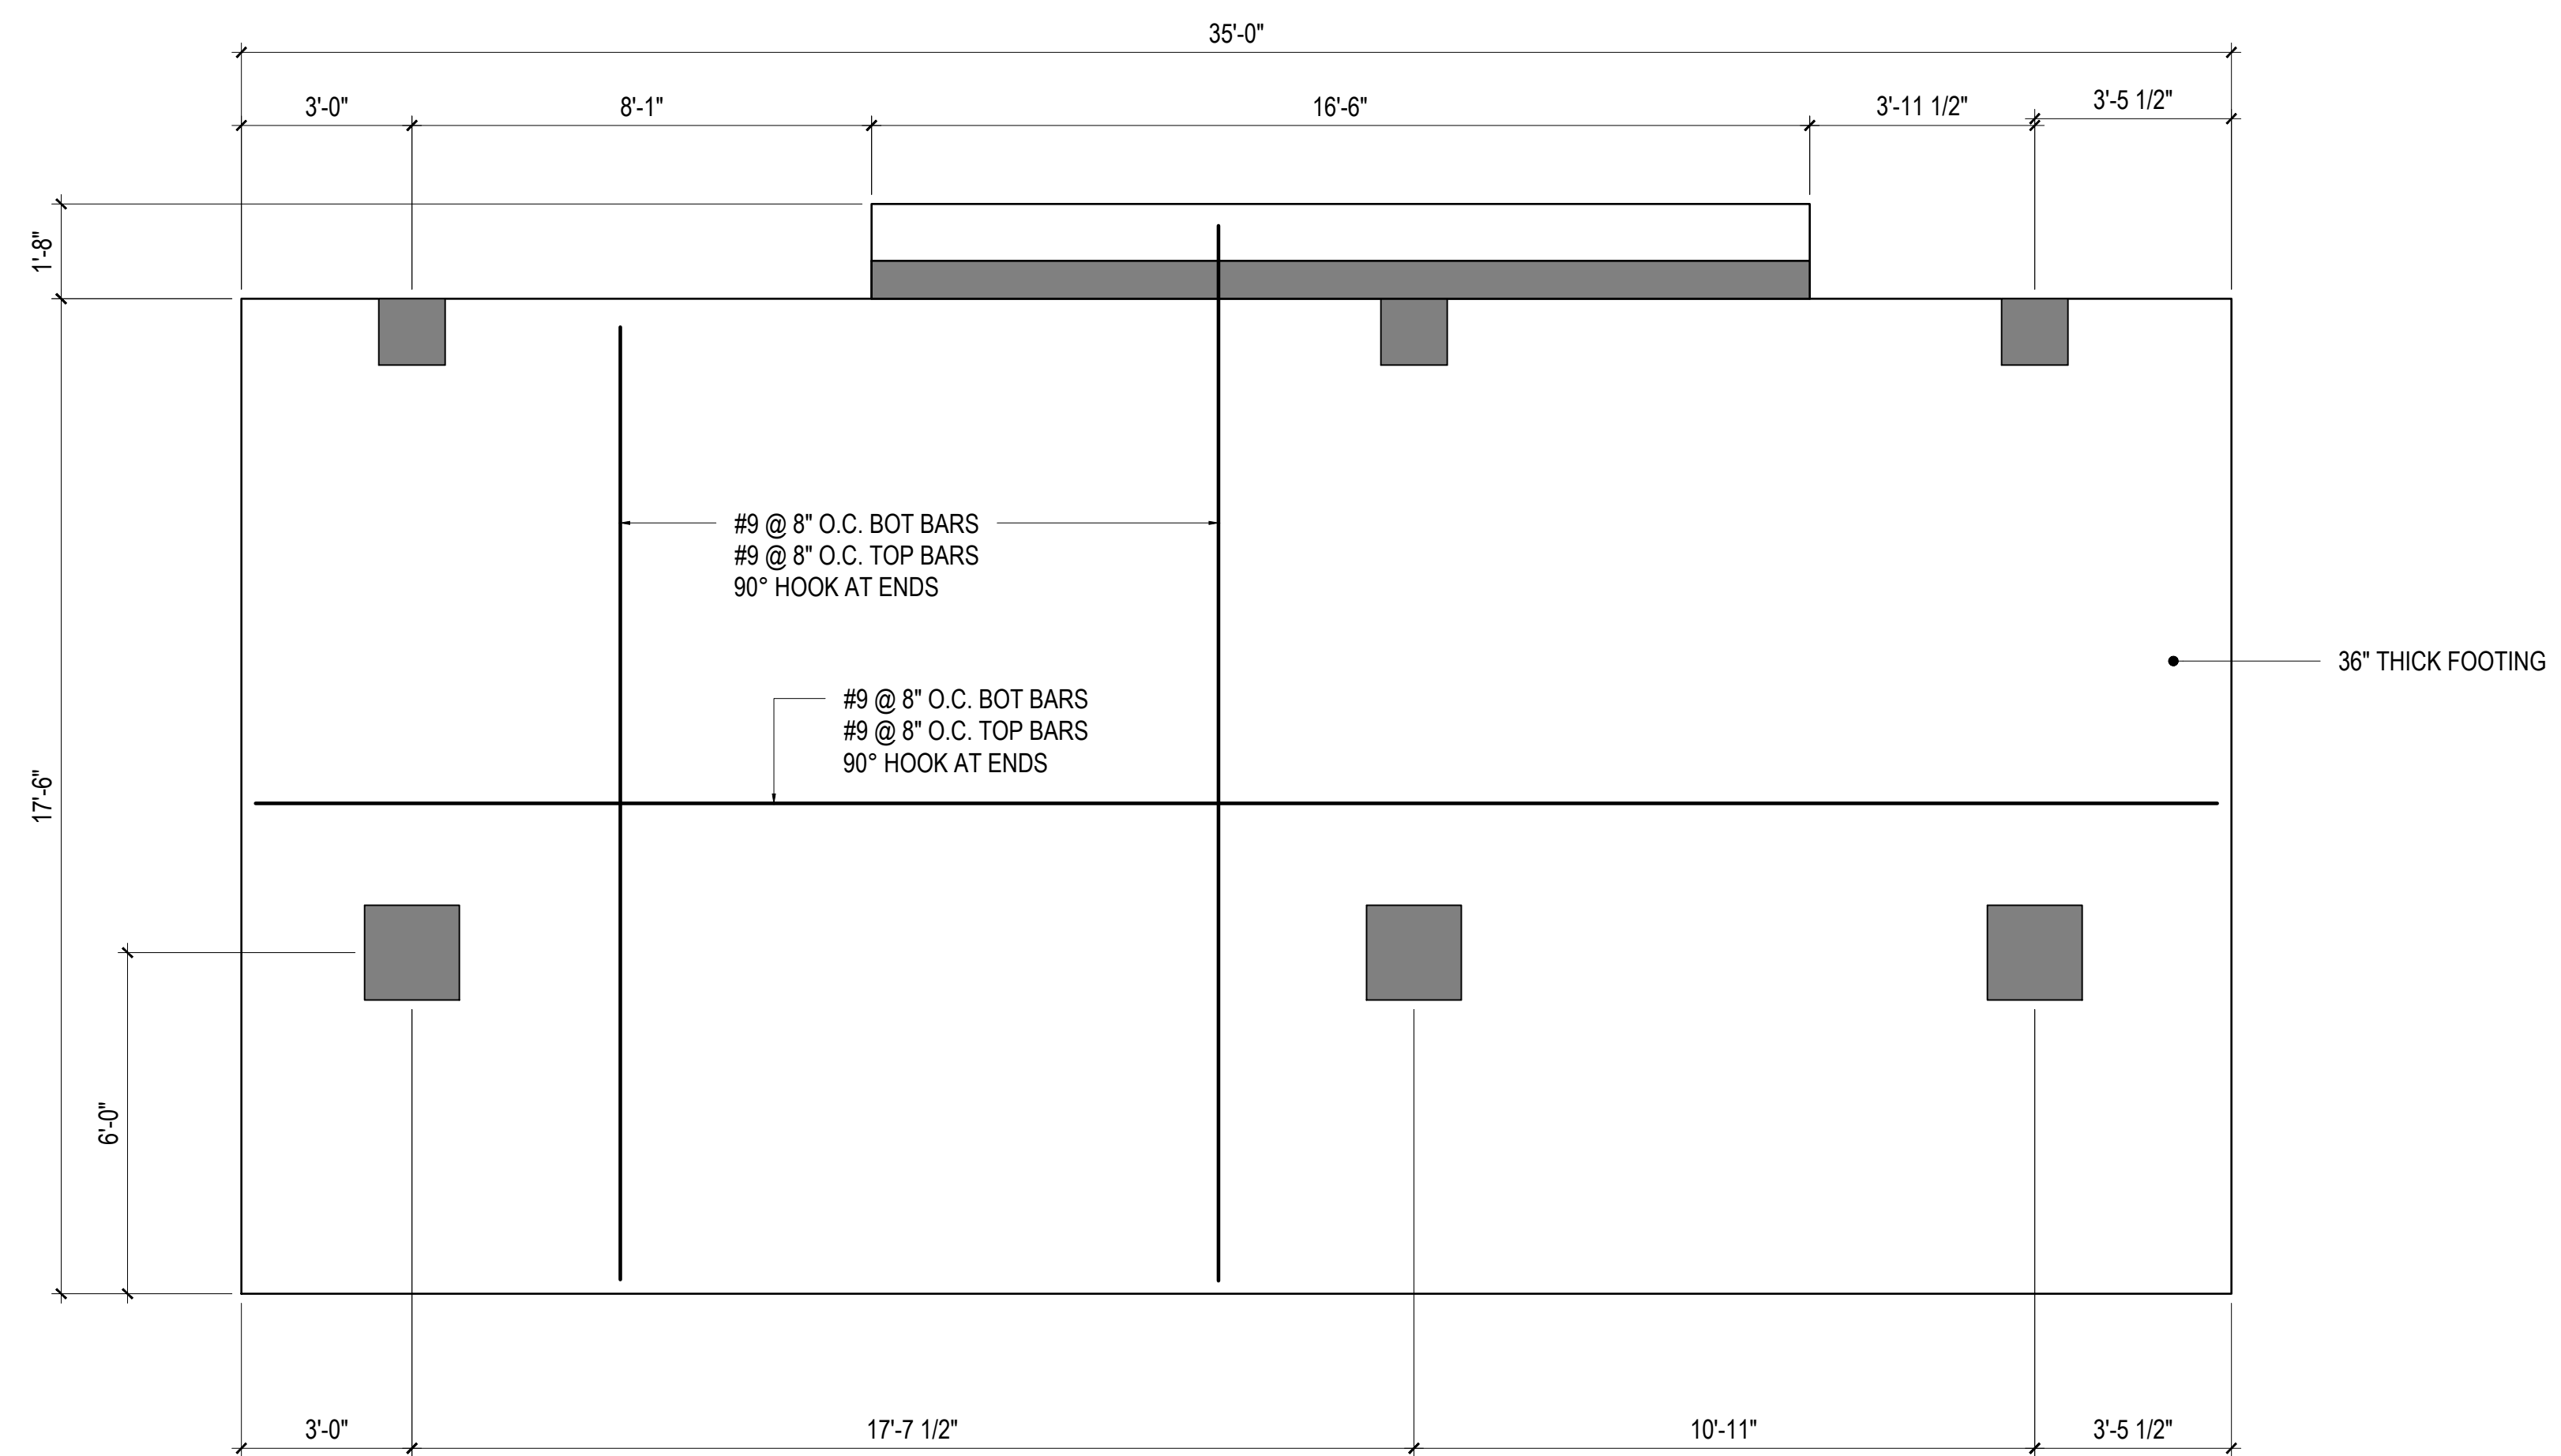 35'-0"
3'-0"
8'-1"
16'-6"
3'-11 1/2"
3'-5 1/2"
1'-8"
#9 @ 8" O.C. BOT BARS
#9 @ 8" O.C. TOP BARS
90° HOOK AT ENDS
36" THICK FOOTING
#9 @ 8" O.C. BOT BARS
#9 @ 8" O.C. TOP BARS
90° HOOK AT ENDS
17'-6"
6'-0"
3'-0"
17'-7 1/2"
10'-11"
3'-5 1/2"